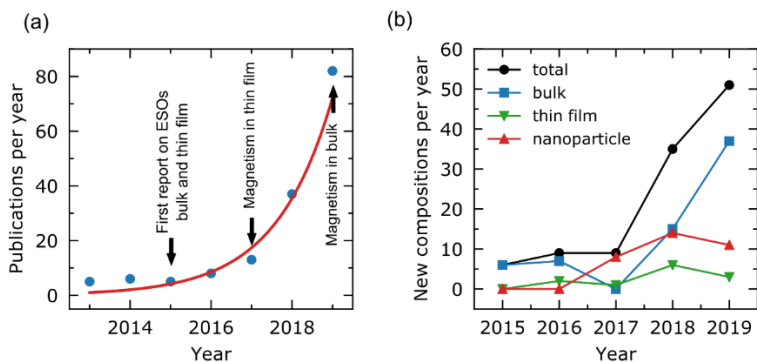 (a)
Publications per year
80
60
40
20
0
First report on ESOs
bulk and thin film
Magnetism in thin film
Magnetism in bulk
2014
2016
2018
Year
(b)
New compositions per year
60
50
40
30
20
10
0
total
bulk
thin film
nanoparticle
2015
2016
2017
2018
2019
Year